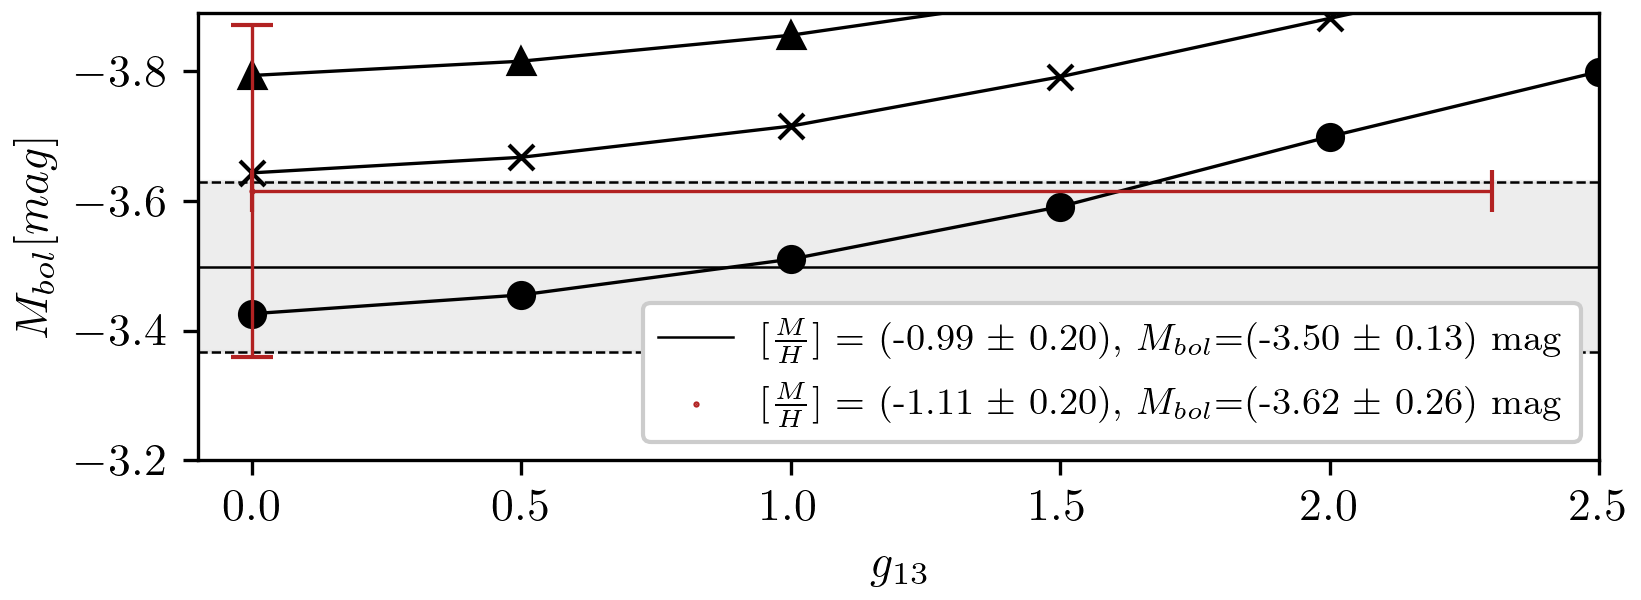 M_bol [mag]
−3.8
−3.6
−3.4
−3.2
[M/H] = (-0.99 ± 0.20), M_bol=(-3.50 ± 0.13) mag
[M/H] = (-1.11 ± 0.20), M_bol=(-3.62 ± 0.26) mag
0.0 0.5 1.0 1.5 2.0 2.5
g_13